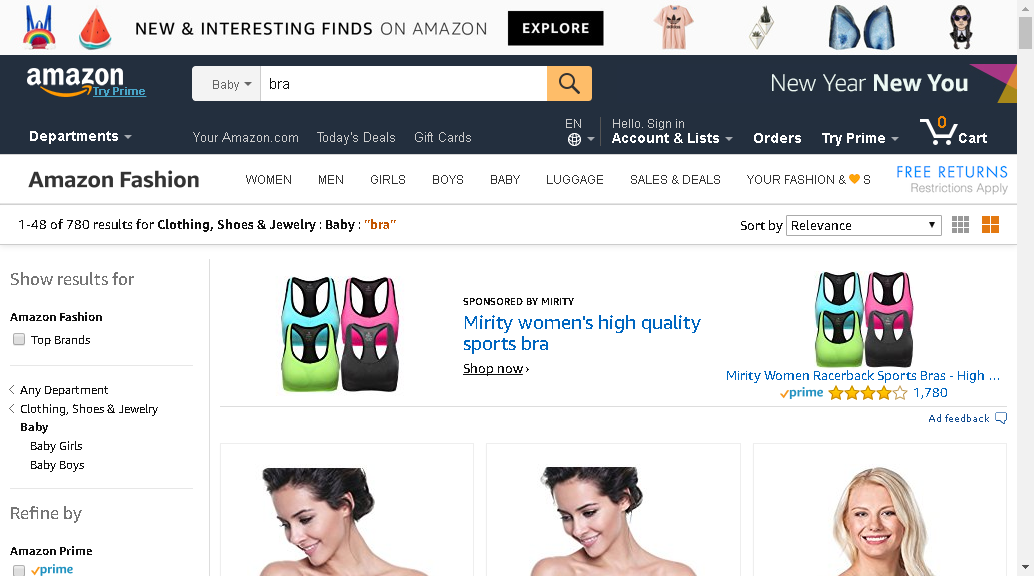 NEW & INTERESTING FINDS ON AMAZON EXPLORE
amazon
Try Prime
Baby
bra
New Year New You
Departments
Your Amazon.com Today's Deals Gift Cards
EN
Hello. Sign in
Account & Lists
Orders
Try Prime
0
Cart
Amazon Fashion
WOMEN MEN GIRLS BOYS BABY LUGGAGE SALES & DEALS YOUR FASHION & 🧡 S
FREE RETURNS
Restrictions Apply
1-48 of 780 results for Clothing, Shoes & Jewelry : Baby : "bra"
Sort by Relevance
Show results for
Amazon Fashion
Top Brands
Any Department
Clothing, Shoes & Jewelry
Baby
Baby Girls
Baby Boys
Refine by
Amazon Prime
prime
SPONSORED BY MIRITY
Mirity women's high quality
sports bra
Shop now ›
Mirity Women Racerback Sports Bras - High ...
prime 1,780
Ad feedback